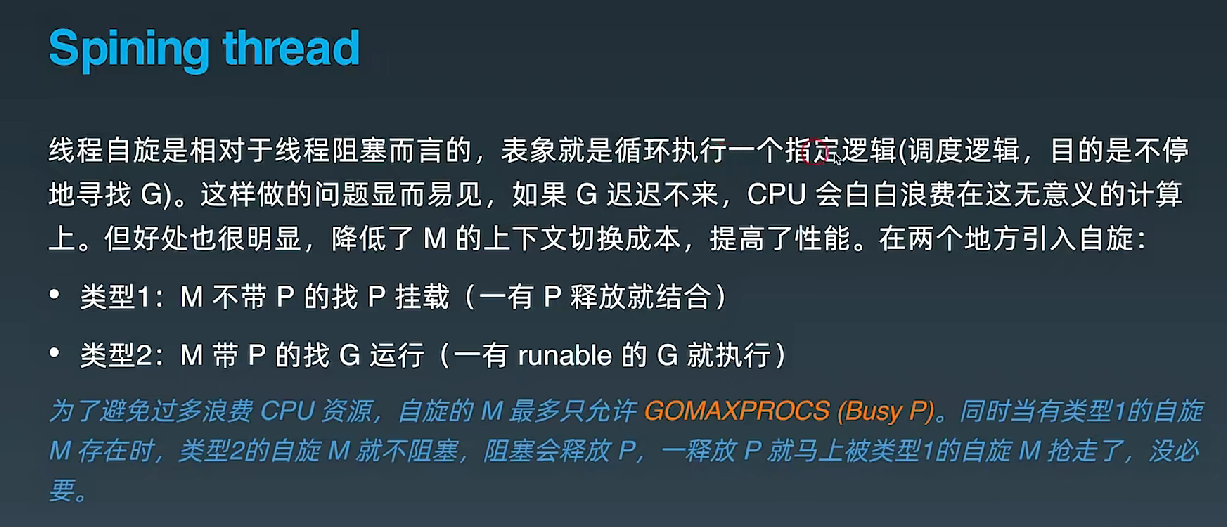 Spining thread
线程自旋是相对于线程阻塞而言的，表象就是循环执行一个指定逻辑(调度逻辑，目的是不停
地寻找 G)。这样做的问题显而易见，如果 G 迟迟不来，CPU 会白白浪费在这无意义的计算
上。但好处也很明显，降低了 M 的上下文切换成本，提高了性能。在两个地方引入自旋：
• 类型1：M 不带 P 的找 P 挂载（一有 P 释放就结合）
• 类型2：M 带 P 的找 G 运行（一有 runable 的 G 就执行）
为了避免过多浪费 CPU 资源，自旋的 M 最多只允许 GOMAXPROCS (Busy P)。同时当有类型1的自旋
M 存在时，类型2的自旋 M 就不阻塞，阻塞会释放 P，一释放 P 就马上被类型1的自旋 M 抢走了，没必
要。